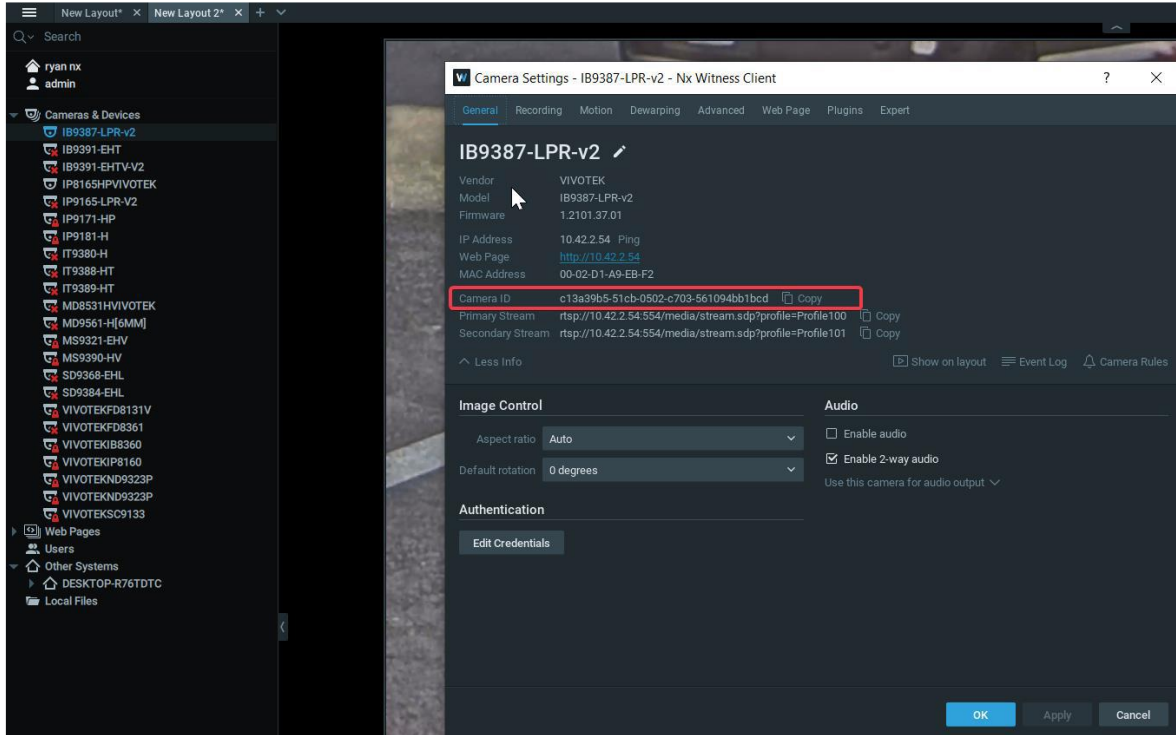 New Layout*
New Layout 2*
Search
ryan nx
admin
Cameras & Devices
IB9387-LPR-v2
IB9391-EHT
IB9391-EHTV-V2
IP8165HPVIVOTEK
IP9165-LPR-V2
IP9171-HP
IP9181-H
IT9380-H
IT9388-HT
IT9389-HT
MD8531HVIVOTEK
MD9561-H[6MM]
MS9321-EHV
MS9390-HV
SD9368-EHL
SD9384-EHL
VIVOTEKFD8131V
VIVOTEKFD8361
VIVOTEKIB8360
VIVOTEKIP8160
VIVOTEKND9323P
VIVOTEKND9323P
VIVOTEKSC9133
Web Pages
Users
Other Systems
DESKTOP-R76TDTC
Local Files
W Camera Settings - IB9387-LPR-v2 - Nx Witness Client
General Recording Motion Dewarping Advanced Web Page Plugins Expert
IB9387-LPR-v2
Vendor VIVOTEK
Model IB9387-LPR-v2
Firmware 1.2101.37.01
IP Address 10.42.2.54 Ping
Web Page http://10.42.2.54
MAC Address 00-02-D1-A9-EB-F2
Camera ID c13a39b5-51cb-0502-c703-561094bb1bcd Copy
Primary Stream rtsp://10.42.2.54:554/media/stream.sdp?profile=Profile100 Copy
Secondary Stream rtsp://10.42.2.54:554/media/stream.sdp?profile=Profile101 Copy
Less Info Show on layout Event Log Camera Rules
Image Control
Aspect ratio Auto
Default rotation 0 degrees
Authentication
Edit Credentials
Audio
Enable audio
Enable 2-way audio
Use this camera for audio output
OK Apply Cancel